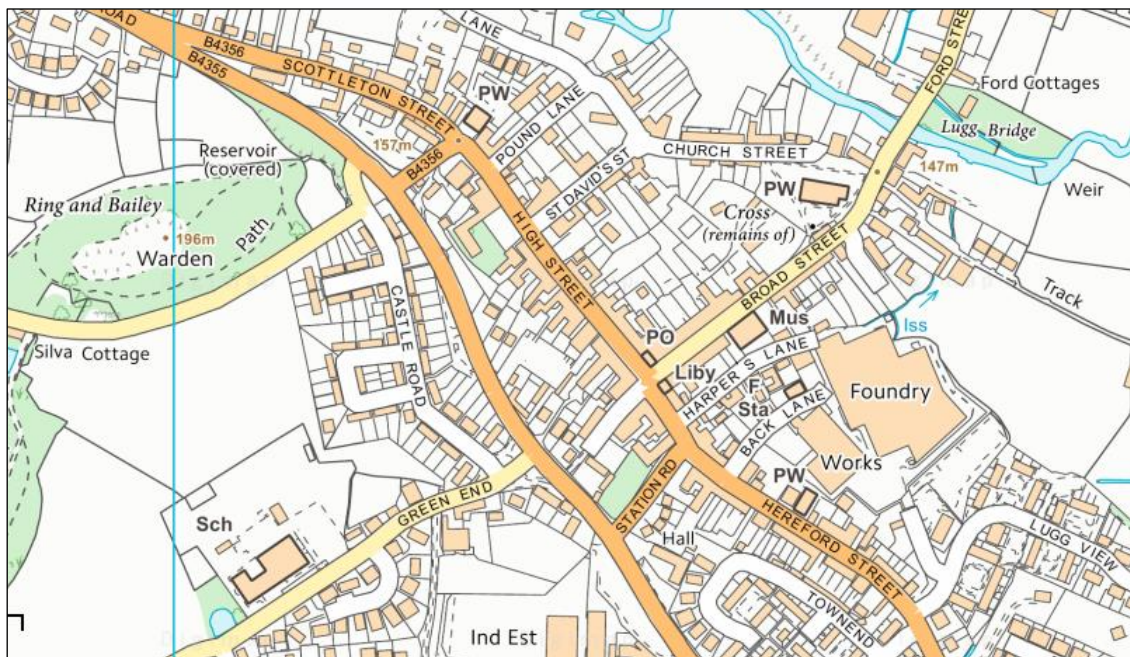 ROAD
B4356
B4355
SCOTTLETON STREET
LANE
PW
POUND LANE
157m
B4356
ST DAVID'S ST
CHURCH STREET
FORD STRE
Ford Cottages
Lugg Bridge
147m
Weir
PW
Cross
(remains of)
Reservoir
(covered)
Ring and Bailey
196m
Warden
Path
HIGH STREET
BROAD STREET
Track
Iss
Silva Cottage
CASTLE ROAD
PO
Mus
Liby
HARPER S LANE
F
Sta
BACK LANE
Foundry
Works
PW
GREEN END
STATION RD
Hall
HEREFORD STREET
LUGG VIEW
Sch
TOWNEND
Ind Est